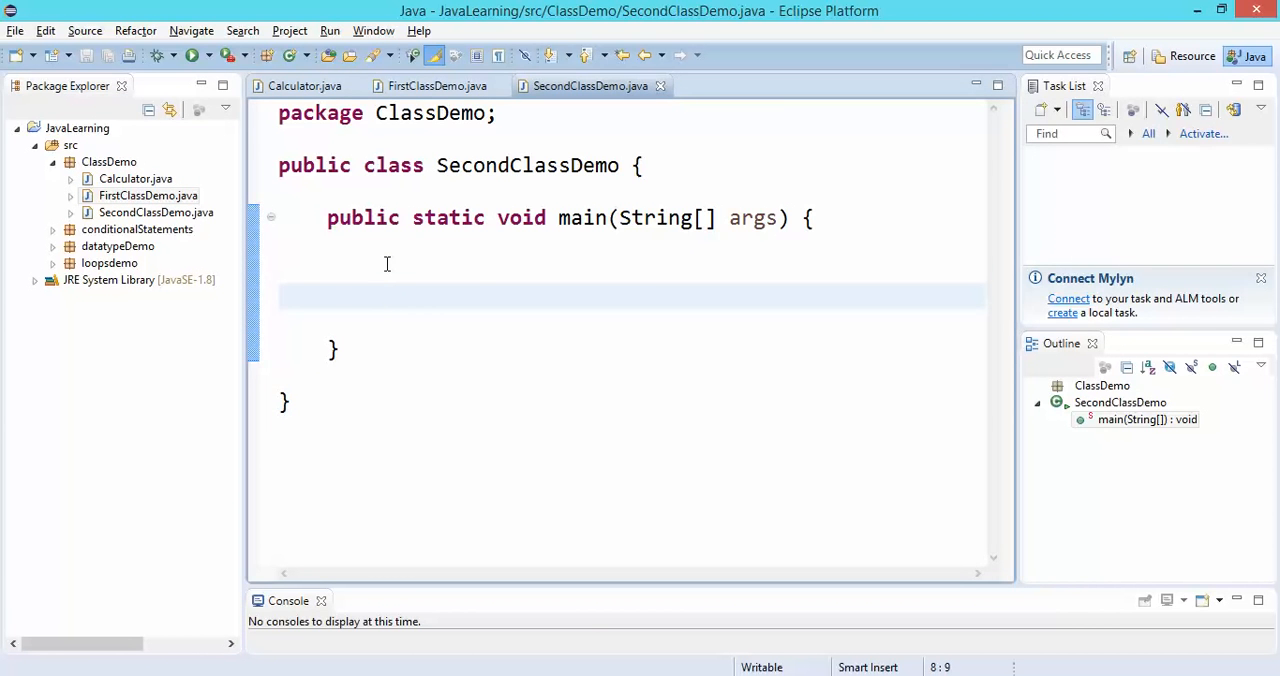 Java - JavaLearning/src/ClassDemo/SecondClassDemo.java - Eclipse Platform
File Edit Source Refactor Navigate Search Project Run Window Help
Quick Access
Resource
Java
Package Explorer
JavaLearning
src
ClassDemo
Calculator.java
FirstClassDemo.java
SecondClassDemo.java
conditionalStatements
datatypeDemo
loopsdemo
JRE System Library [JavaSE-1.8]
Calculator.java FirstClassDemo.java SecondClassDemo.java
package ClassDemo;
public class SecondClassDemo {
public static void main(String[] args) {
}
}
Task List
Find All Activate...
Connect Mylyn
Connect to your task and ALM tools or
create a local task.
Outline
ClassDemo
SecondClassDemo
main(String[]) : void
Console
No consoles to display at this time.
Writable Smart Insert 8 : 9